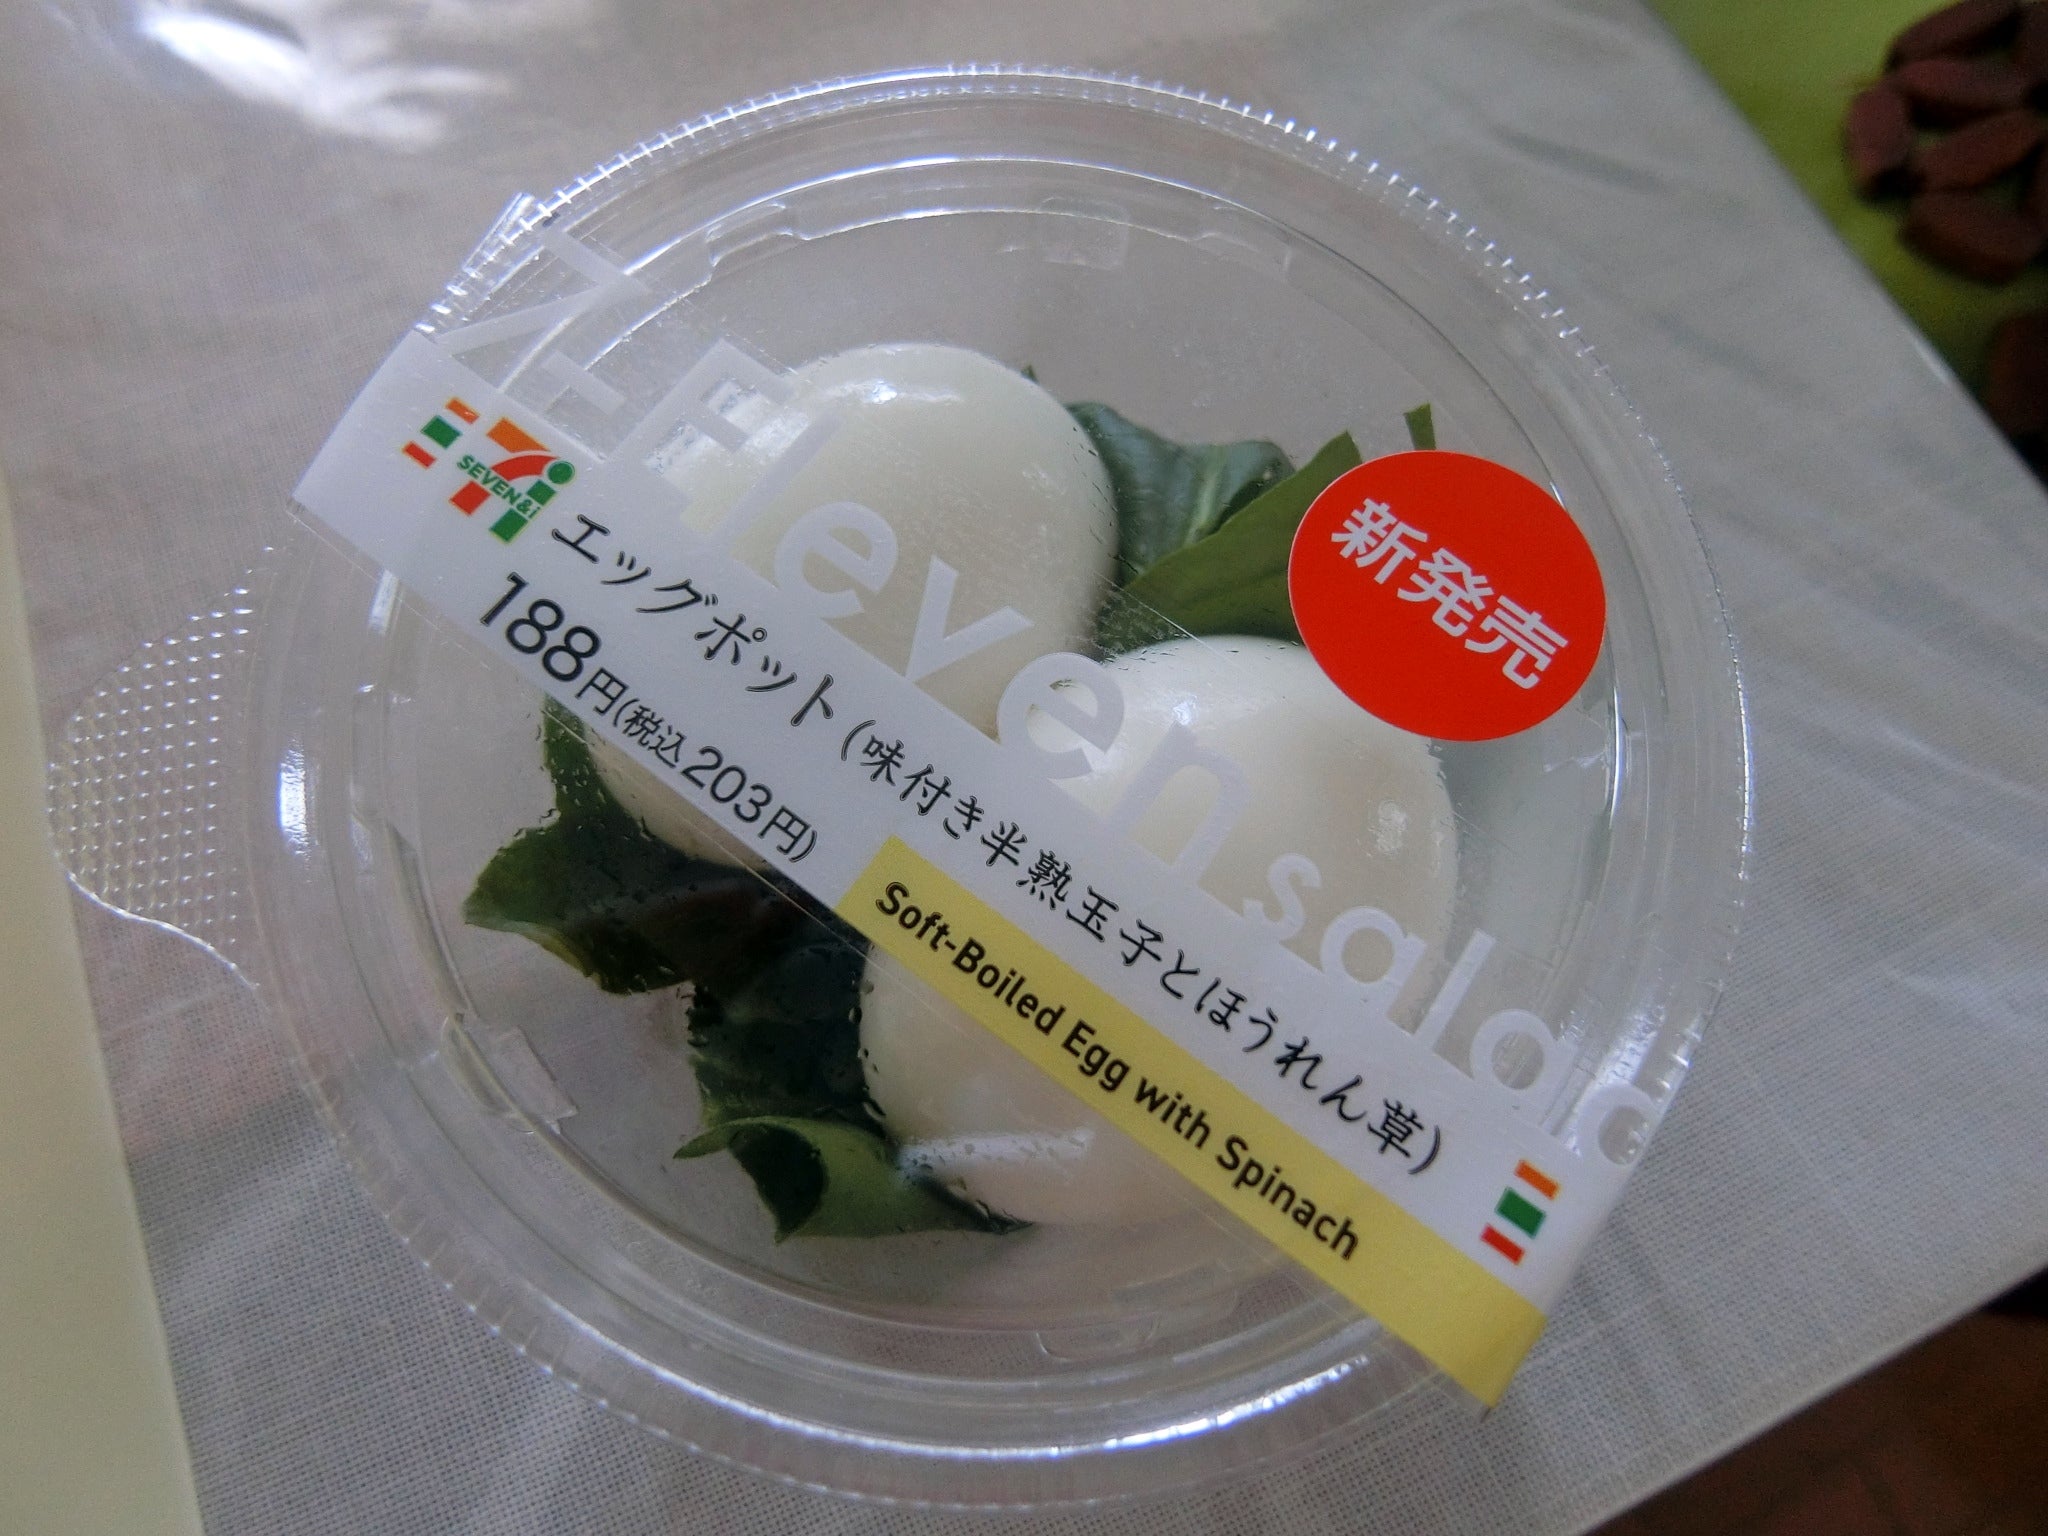 7-Eleven salad
SEVEN&i
エッグポット(味付き半熟玉子とほうれん草)
188円(税込203円)
Soft-Boiled Egg with Spinach
新発売